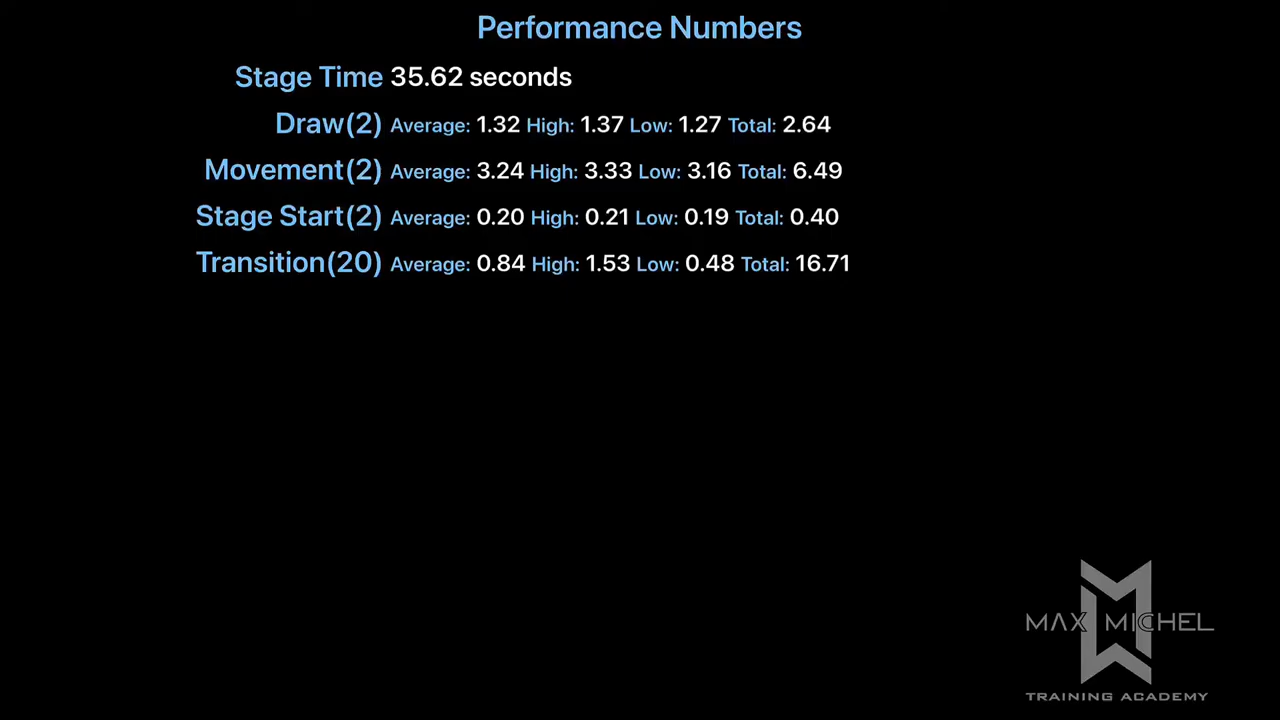 Performance Numbers
Stage Time 35.62 seconds
Draw(2) Average: 1.32 High: 1.37 Low: 1.27 Total: 2.64
Movement(2) Average: 3.24 High: 3.33 Low: 3.16 Total: 6.49
Stage Start(2) Average: 0.20 High: 0.21 Low: 0.19 Total: 0.40
Transition(20) Average: 0.84 High: 1.53 Low: 0.48 Total: 16.71
MAX MICHEL
TRAINING ACADEMY